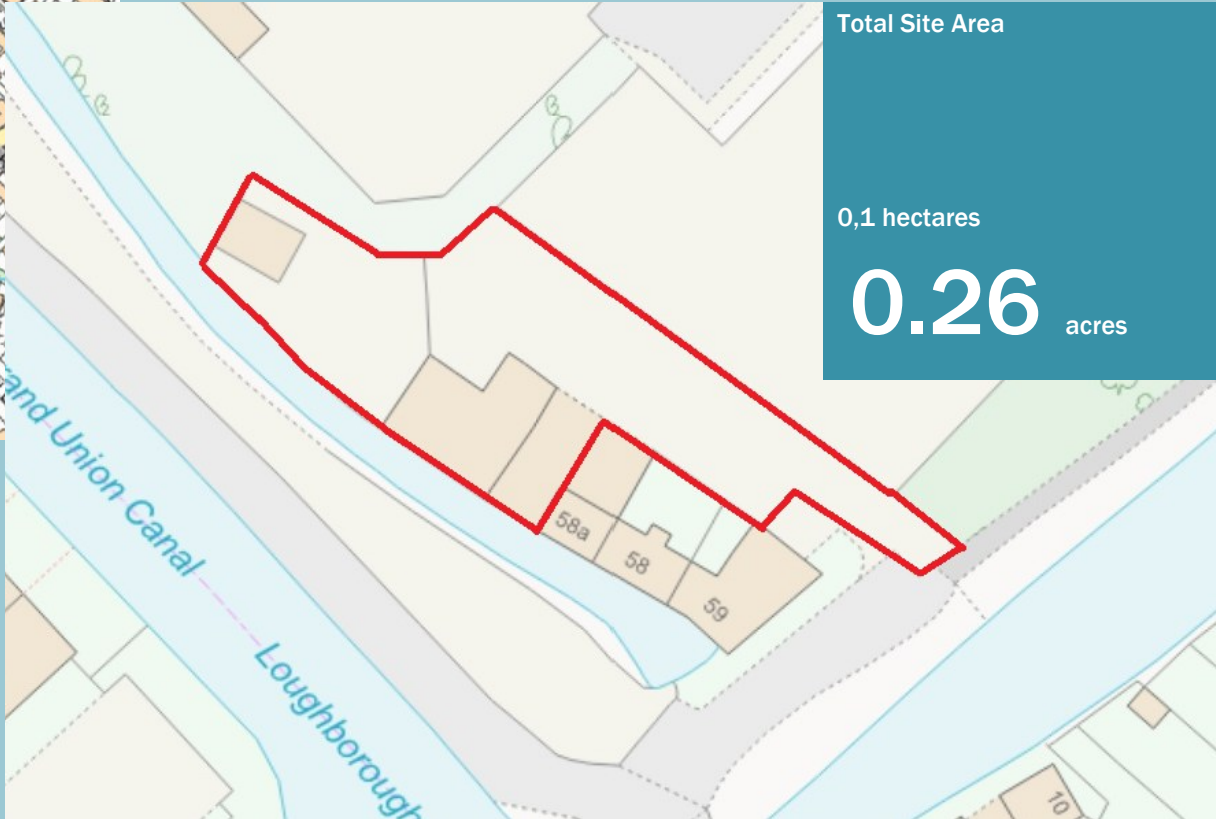 Total Site Area
0,1 hectares
0.26 acres
and Union Canal
Loughborough
58a
58
59
10